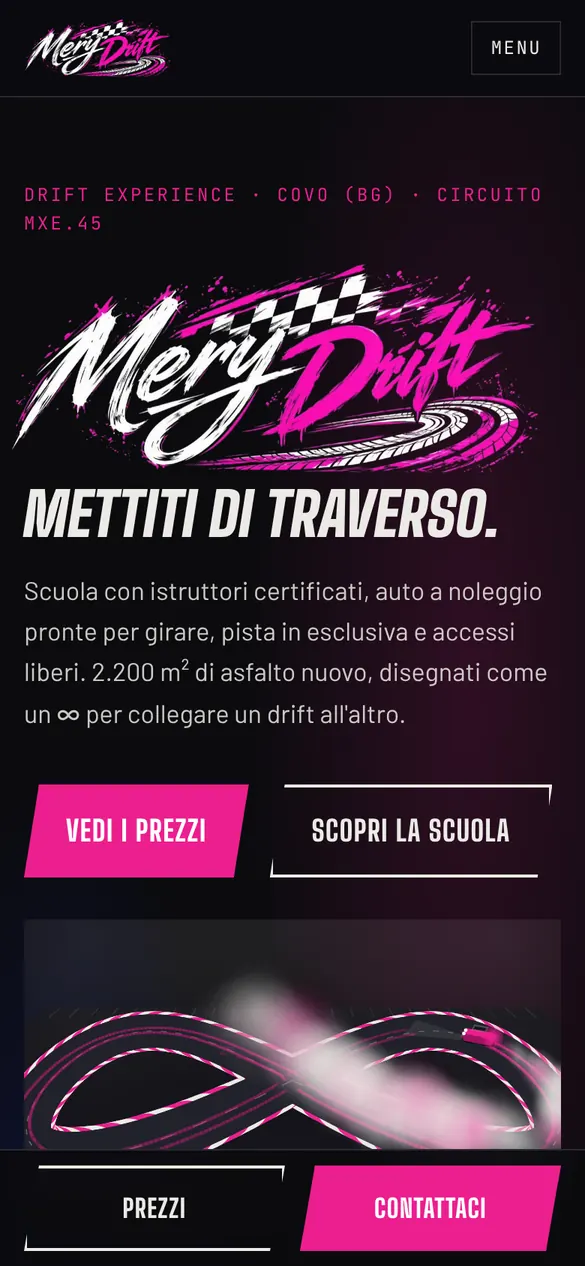 Mery Drift
MENU
DRIFT EXPERIENCE · COVO (BG) · CIRCUITO
MXE.45
Mery Drift
METTITI DI TRAVERSO.
Scuola con istruttori certificati, auto a noleggio
pronte per girare, pista in esclusiva e accessi
liberi. 2.200 m² di asfalto nuovo, disegnati come
un ∞ per collegare un drift all'altro.
VEDI I PREZZI
SCOPRI LA SCUOLA
PREZZI
CONTATTACI